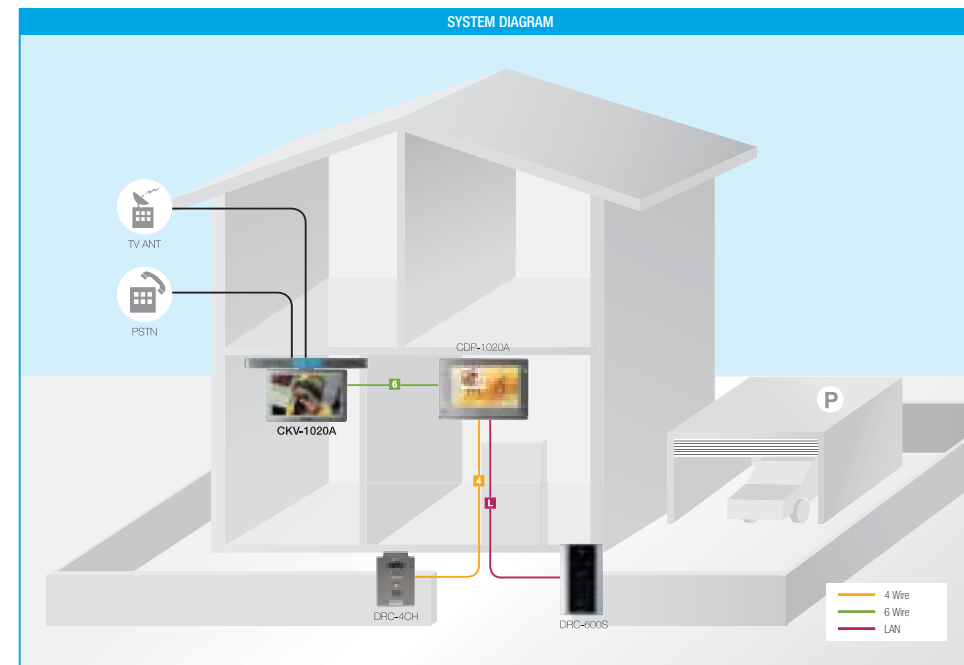 SYSTEM DIAGRAM
TV ANT
PSTN
CDP-1020A
6
CKV-1020A
P
4
L
DRC-4CH
DRC-600S
4 Wire
6 Wire
LAN